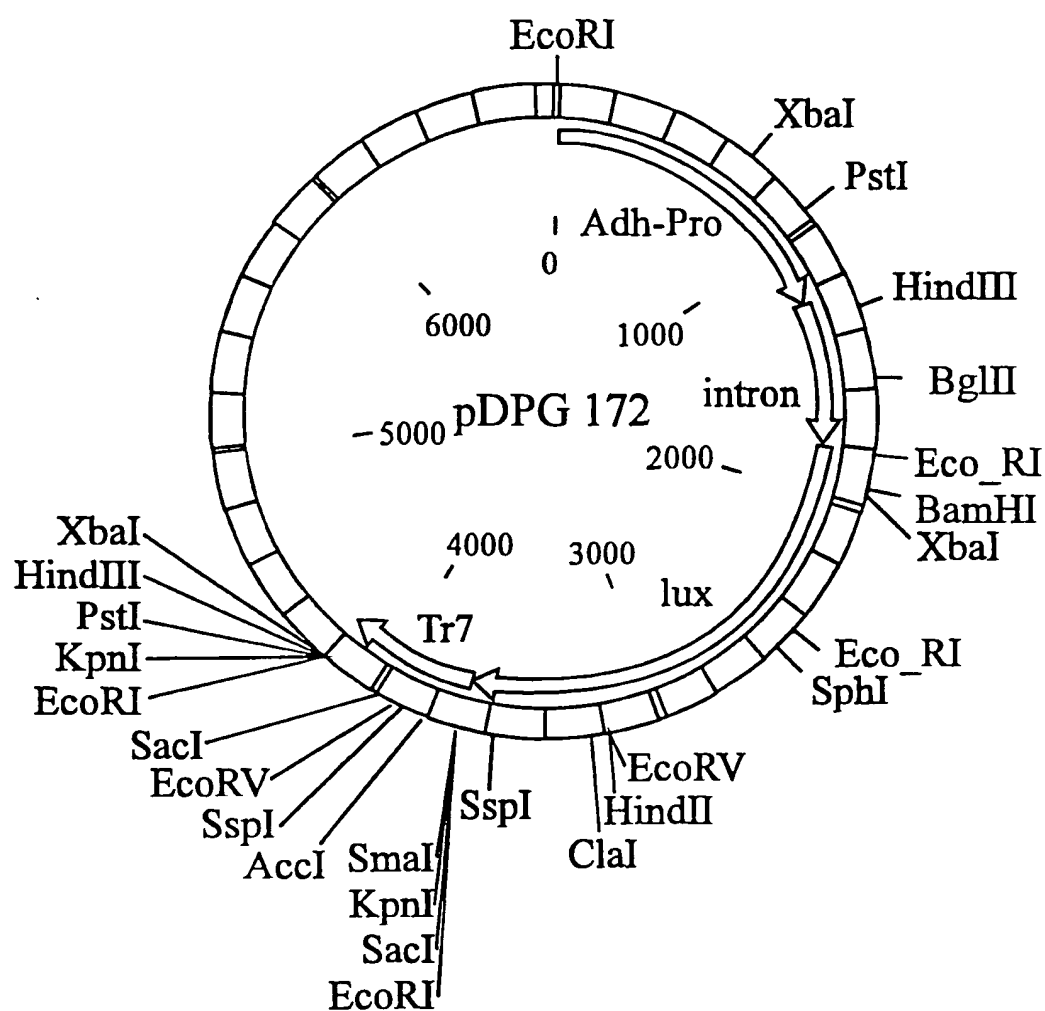 EcoRI
XbaI
PstI
Adh-Pro
0
HindIII
6000
1000
BglII
intron
pDPG 172
5000
2000
Eco_RI
BamHI
XbaI
XbaI
4000
3000
HindIII
lux
PstI
Tr7
KpnI
Eco_RI
EcoRI
SphI
SacI
EcoRV
EcoRV
SspI
HindII
SspI
AccI
SmaI
ClaI
KpnI
SacI
EcoRI